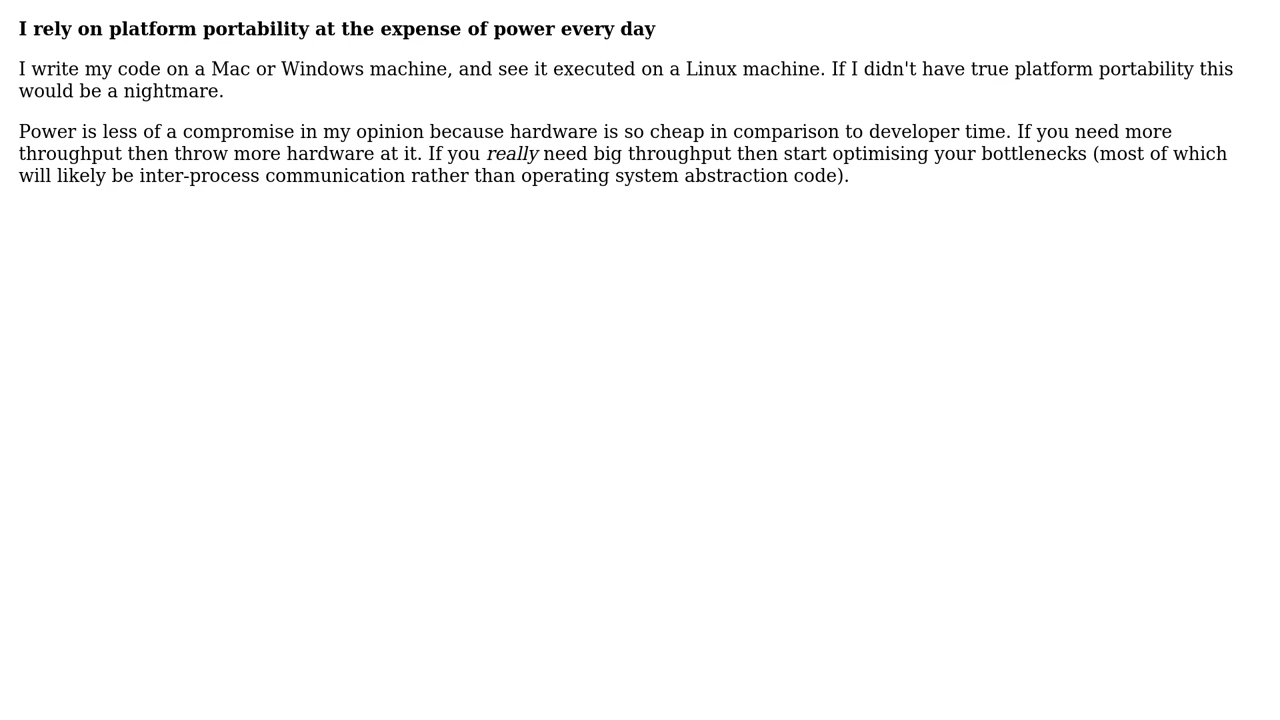 I rely on platform portability at the expense of power every day
I write my code on a Mac or Windows machine, and see it executed on a Linux machine. If I didn't have true platform portability this
would be a nightmare.
Power is less of a compromise in my opinion because hardware is so cheap in comparison to developer time. If you need more
throughput then throw more hardware at it. If you really need big throughput then start optimising your bottlenecks (most of which
will likely be inter-process communication rather than operating system abstraction code).